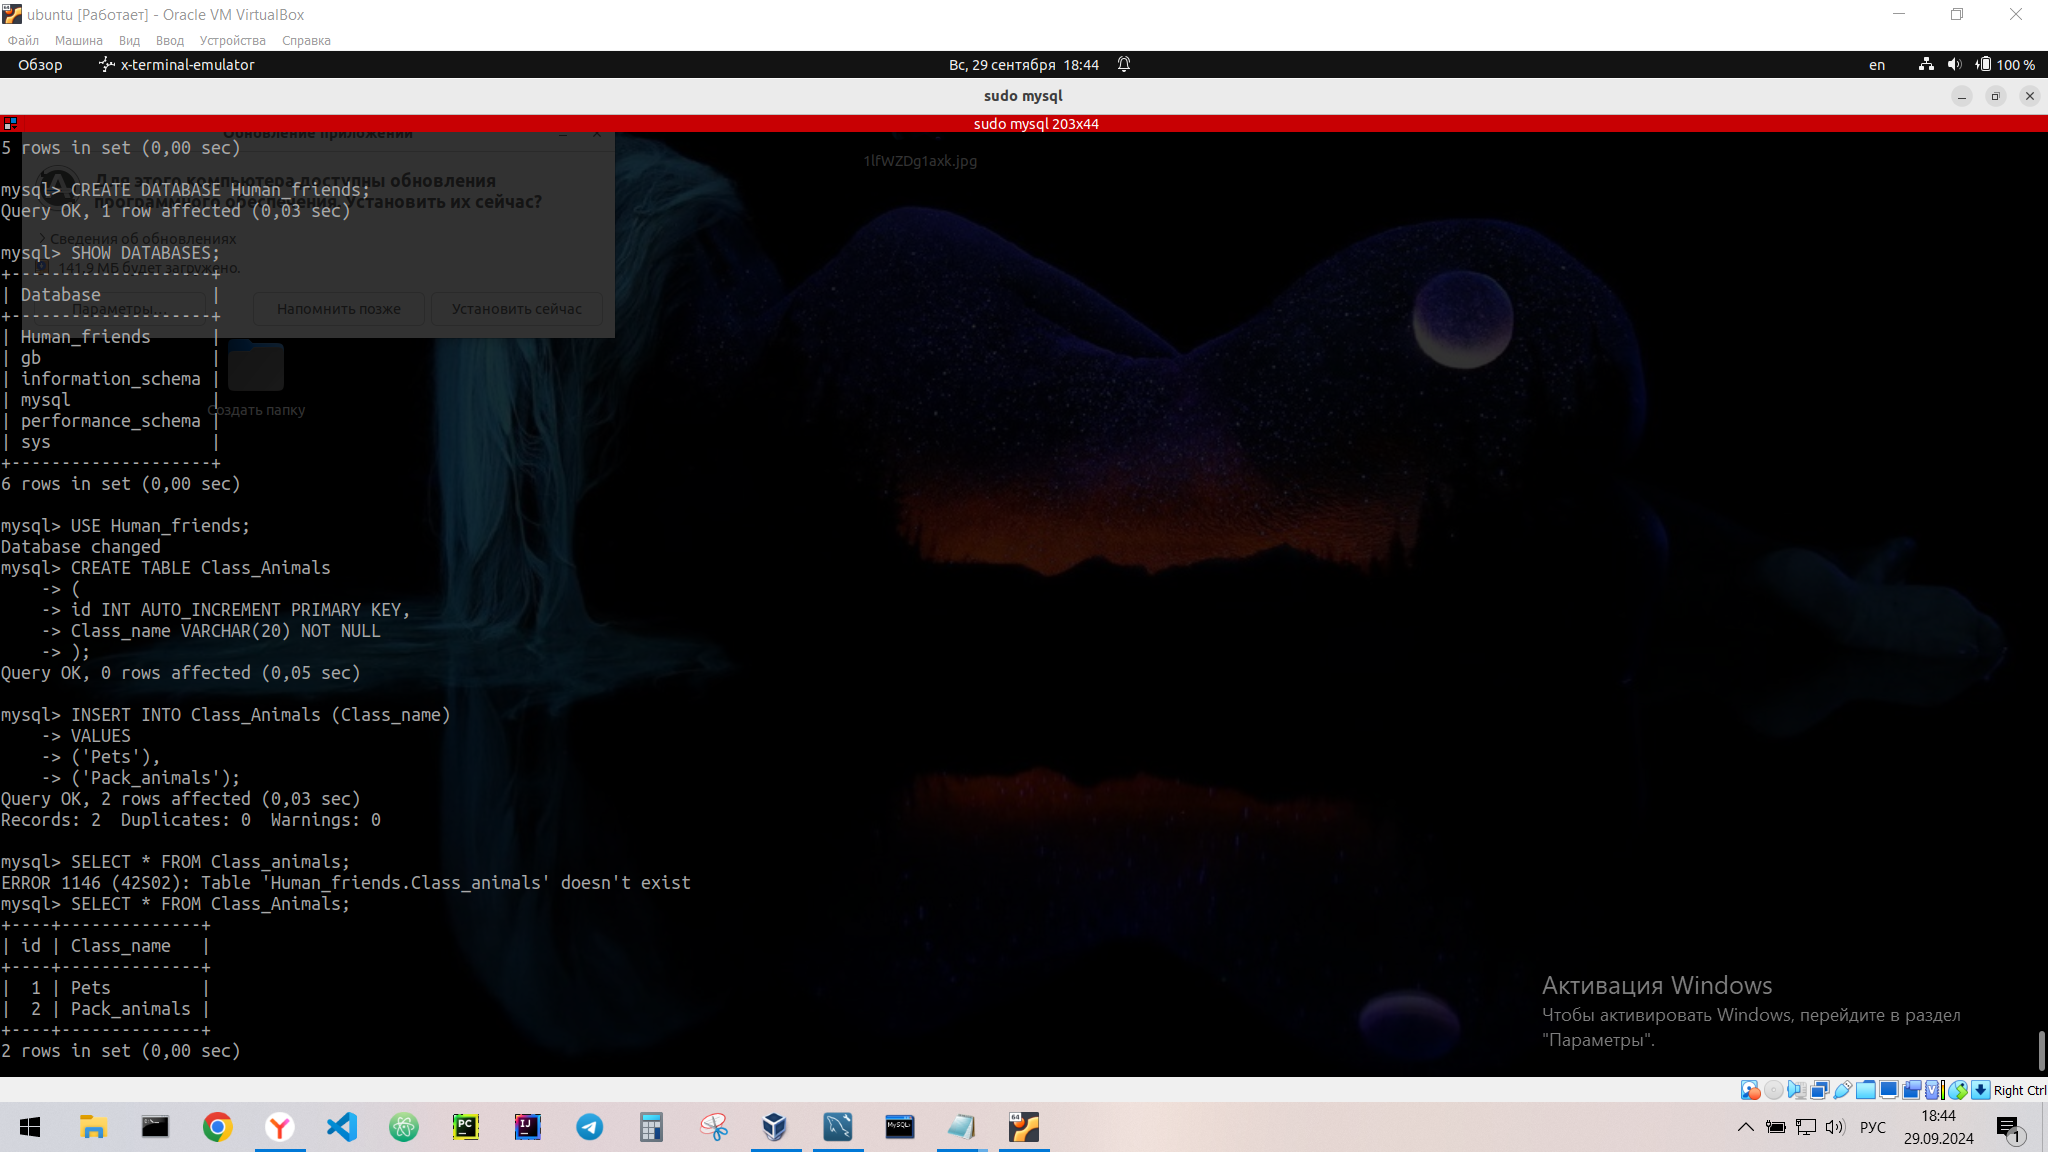 ubuntu [Работает] - Oracle VM VirtualBox
Файл Машина Вид Ввод Устройства Справка
Обзор x-terminal-emulator Вс, 29 сентября 18:44 en 100 %
sudo mysql
sudo mysql 203x44
Обновление приложений
5 rows in set (0,00 sec)
1lfWZDg1axk.jpg
Для этого компьютера доступны обновления
программного обеспечения. Установить их сейчас?
mysql> CREATE DATABASE Human_friends;
Query OK, 1 row affected (0,03 sec)
Сведения об обновлениях
mysql> SHOW DATABASES;
141,9 МБ будет загружено.
+--------------------+
| Database |
Параметры... Напомнить позже Установить сейчас
+--------------------+
| Human_friends |
| gb |
| information_schema |
| mysql |
Создать папку
| performance_schema |
| sys |
+--------------------+
6 rows in set (0,00 sec)
mysql> USE Human_friends;
Database changed
mysql> CREATE TABLE Class_Animals
-> (
-> id INT AUTO_INCREMENT PRIMARY KEY,
-> Class_name VARCHAR(20) NOT NULL
-> );
Query OK, 0 rows affected (0,05 sec)
mysql> INSERT INTO Class_Animals (Class_name)
-> VALUES
-> ('Pets'),
-> ('Pack_animals');
Query OK, 2 rows affected (0,03 sec)
Records: 2 Duplicates: 0 Warnings: 0
mysql> SELECT * FROM Class_animals;
ERROR 1146 (42S02): Table 'Human_friends.Class_animals' doesn't exist
mysql> SELECT * FROM Class_Animals;
+----+--------------+
| id | Class_name |
+----+--------------+
| 1 | Pets |
| 2 | Pack_animals |
+----+--------------+
2 rows in set (0,00 sec)
Активация Windows
Чтобы активировать Windows, перейдите в раздел
"Параметры".
Right Ctrl
PC IJ MySQL 64
РУС 18:44
29.09.2024 1